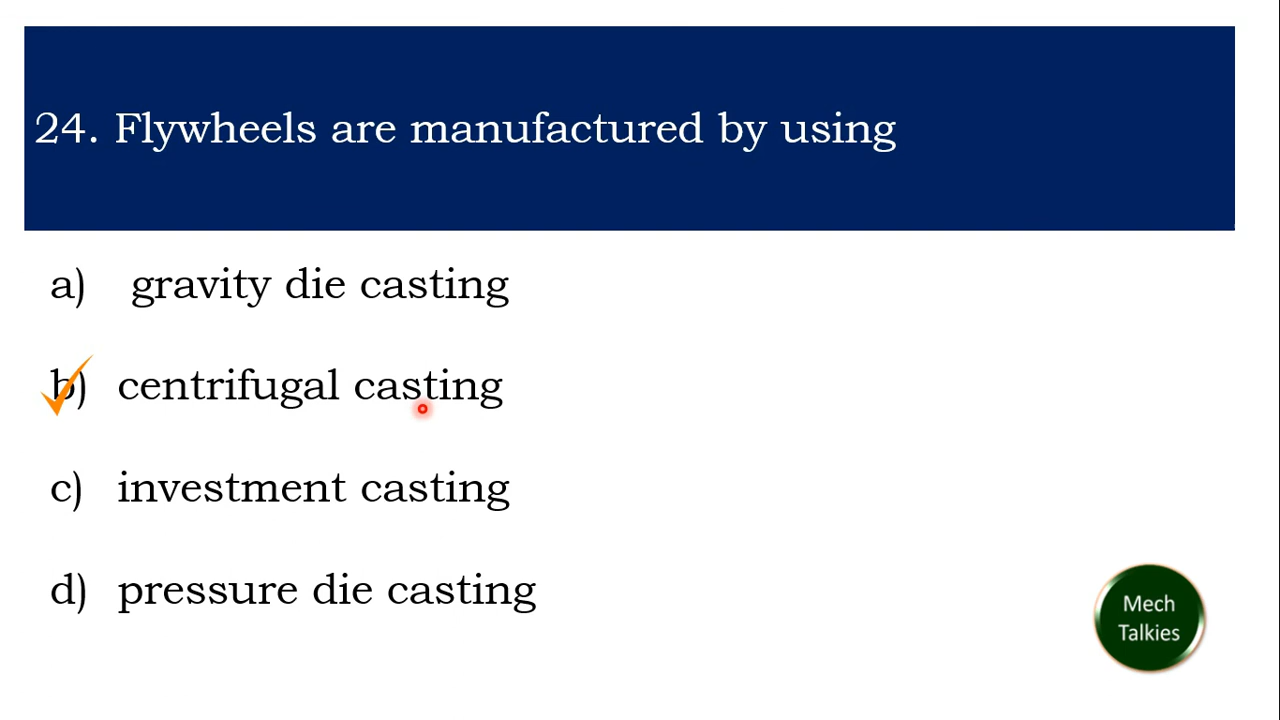 24. Flywheels are manufactured by using
a) gravity die casting
b) centrifugal casting
c) investment casting
d) pressure die casting
Mech
Talkies